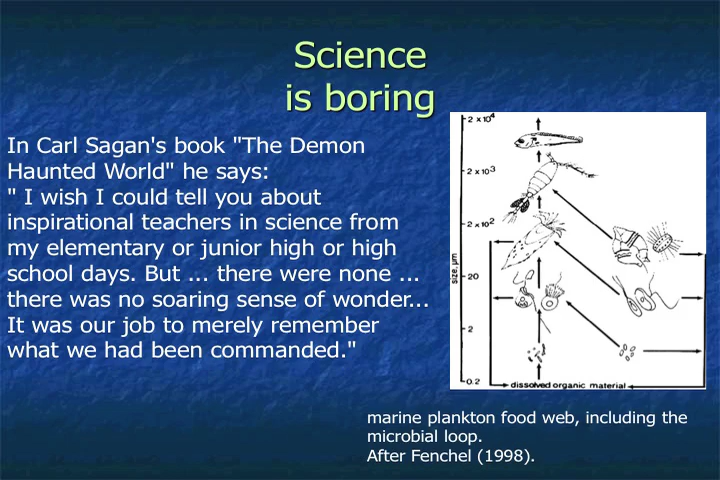 Science
is boring
In Carl Sagan's book "The Demon
Haunted World" he says:
" I wish I could tell you about
inspirational teachers in science from
my elementary or junior high or high
school days. But ... there were none ...
there was no soaring sense of wonder...
It was our job to merely remember
what we had been commanded."
2 x 10⁴
2 x 10³
2 x 10²
size, µm
20
2
0.2
dissolved organic material
marine plankton food web, including the
microbial loop.
After Fenchel (1998).